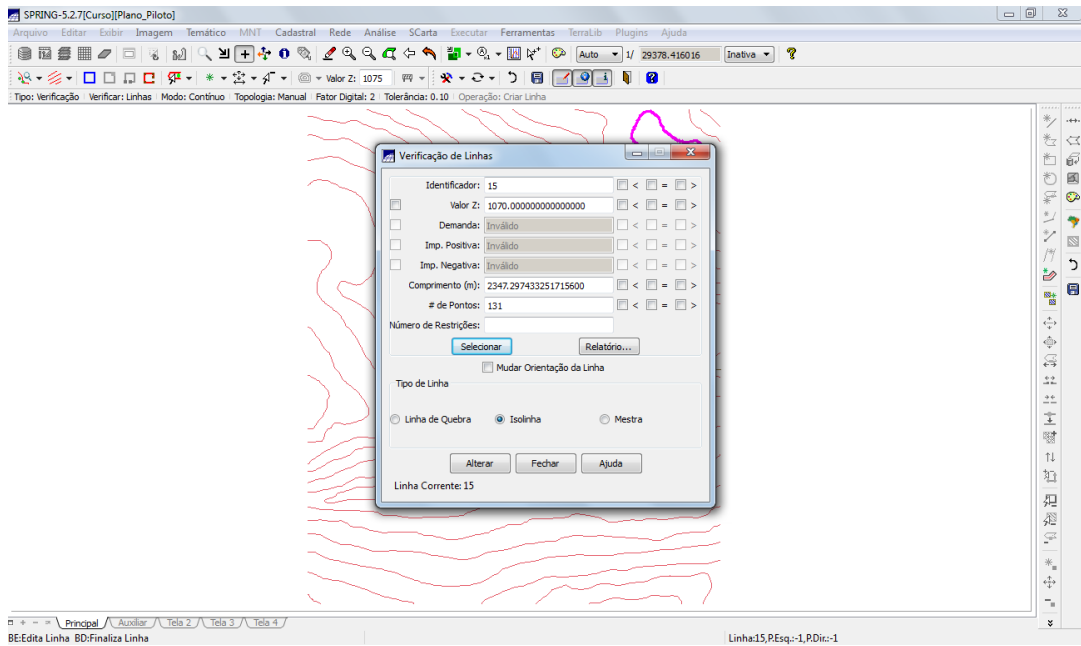 SPRING-5.2.7[Curso][Plano_Piloto]
Arquivo Editar Exibir Imagem Temático MNT Cadastral Rede Análise SCarta Executar Ferramentas TerraLib Plugins Ajuda
Auto 1/ 29378.416016 Inativa
Valor Z: 1075
Tipo: Verificação Verificar: Linhas Modo: Contínuo Topologia: Manual Fator Digital: 2 Tolerância: 0.10 Operação: Criar Linha
Verificação de Linhas
Identificador: 15 < = >
Valor Z: 1070.000000000000000 < = >
Demanda: Inválido < = >
Imp. Positiva: Inválido < = >
Imp. Negativa: Inválido < = >
Comprimento (m): 2347.297433251715600 < = >
# de Pontos: 131 < = >
Número de Restrições:
Selecionar Relatório...
Mudar Orientação da Linha
Tipo de Linha
Linha de Quebra Isolinha Mestra
Alterar Fechar Ajuda
Linha Corrente: 15
Principal Auxiliar Tela 2 Tela 3 Tela 4
BE:Edita Linha BD:Finaliza Linha
Linha:15,P.Esq.:-1,P.Dir.:-1